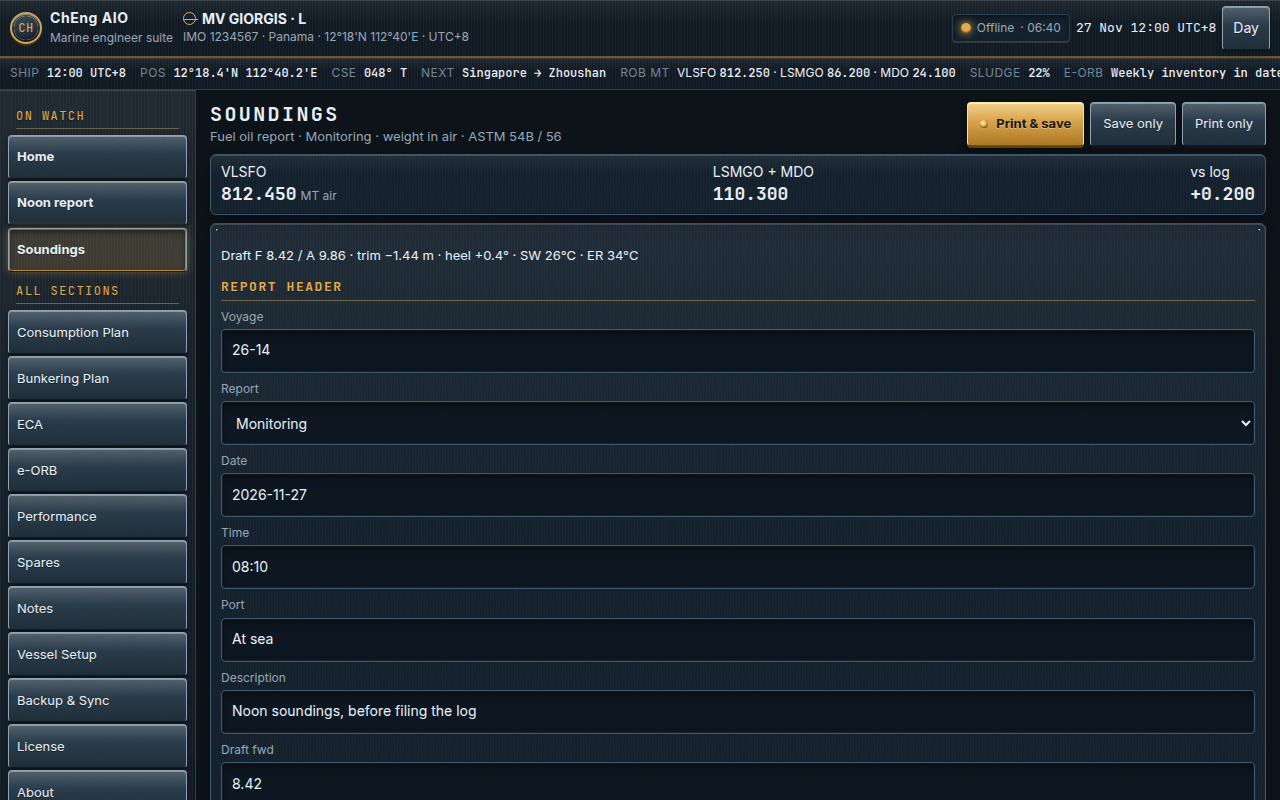 CH
ChEng AIO
Marine engineer suite
MV GIORGIS · L
IMO 1234567 · Panama · 12°18'N 112°40'E · UTC+8
Offline · 06:40
27 Nov 12:00 UTC+8
Day
SHIP 12:00 UTC+8 POS 12°18.4'N 112°40.2'E CSE 048° T NEXT Singapore → Zhoushan ROB MT VLSFO 812.250 · LSMGO 86.200 · MDO 24.100 SLUDGE 22% E-ORB Weekly inventory in date
ON WATCH
Home
Noon report
Soundings
ALL SECTIONS
Consumption Plan
Bunkering Plan
ECA
e-ORB
Performance
Spares
Notes
Vessel Setup
Backup & Sync
License
About
SOUNDINGS
Fuel oil report · Monitoring · weight in air · ASTM 54B / 56
Print & save
Save only
Print only
VLSFO
812.450 MT air
LSMGO + MDO
110.300
vs log
+0.200
Draft F 8.42 / A 9.86 · trim −1.44 m · heel +0.4° · SW 26°C · ER 34°C
REPORT HEADER
Voyage
26-14
Report
Monitoring
Date
2026-11-27
Time
08:10
Port
At sea
Description
Noon soundings, before filing the log
Draft fwd
8.42